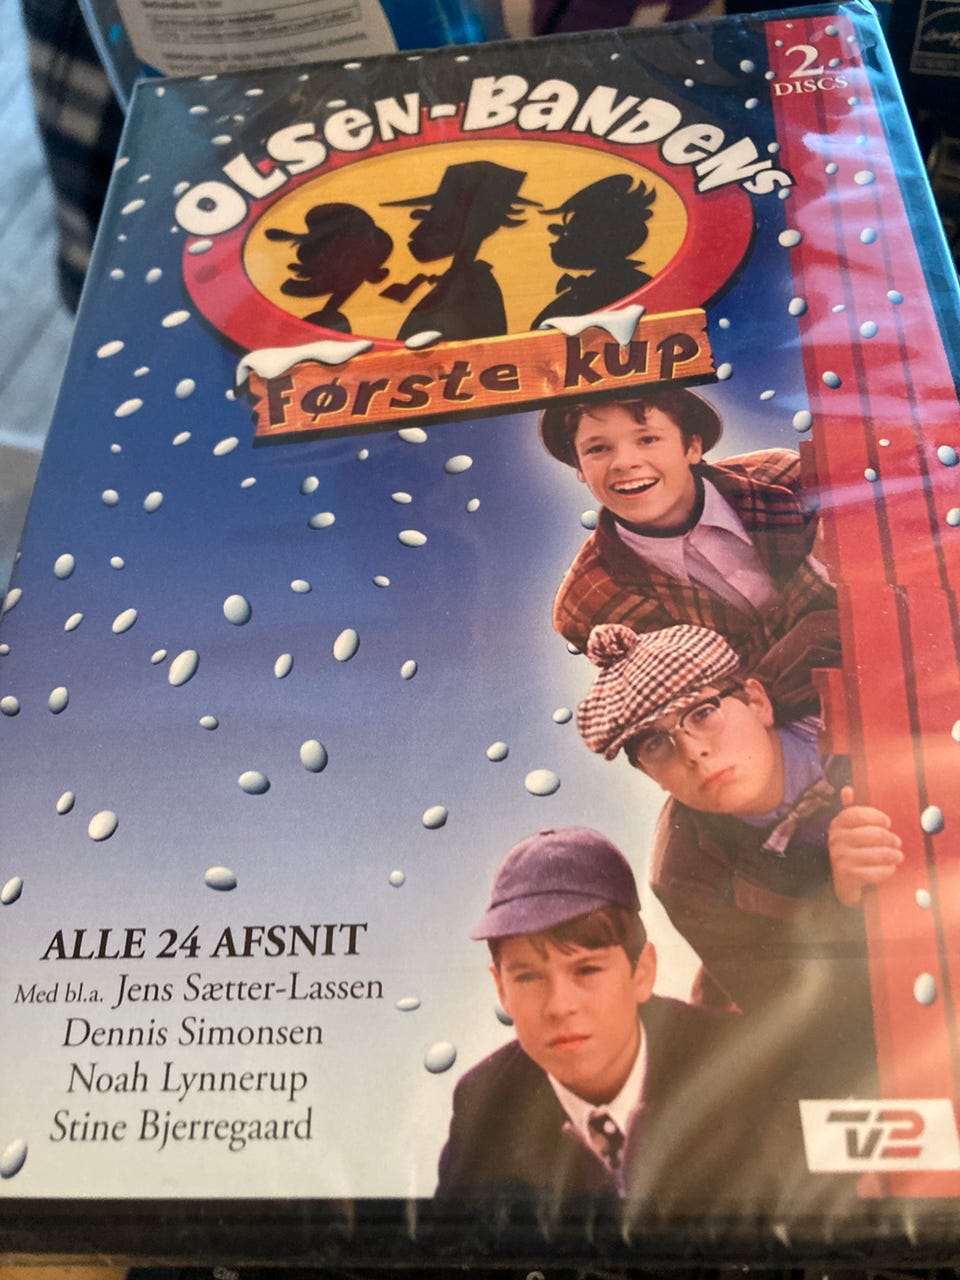 2
DISCS
OLSEN-BANDENS
Første kup
ALLE 24 AFSNIT
Med bl.a. Jens Sætter-Lassen
Dennis Simonsen
Noah Lynnerup
Stine Bjerregaard
TV2